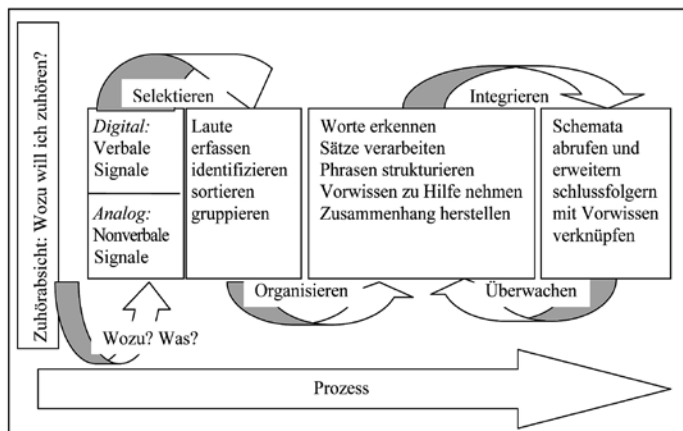 Zuhörabsicht: Wozu will ich zuhören?
Selektieren
Integrieren
Digital:
Verbale
Signale
Analog:
Nonverbale
Signale
Laute
erfassen
identifizieren
sortieren
gruppieren
Worte erkennen
Sätze verarbeiten
Phrasen strukturieren
Vorwissen zu Hilfe nehmen
Zusammenhang herstellen
Schemata
abrufen und
erweitern
schlussfolgern
mit Vorwissen
verknüpfen
Organisieren
Überwachen
Wozu? Was?
Prozess